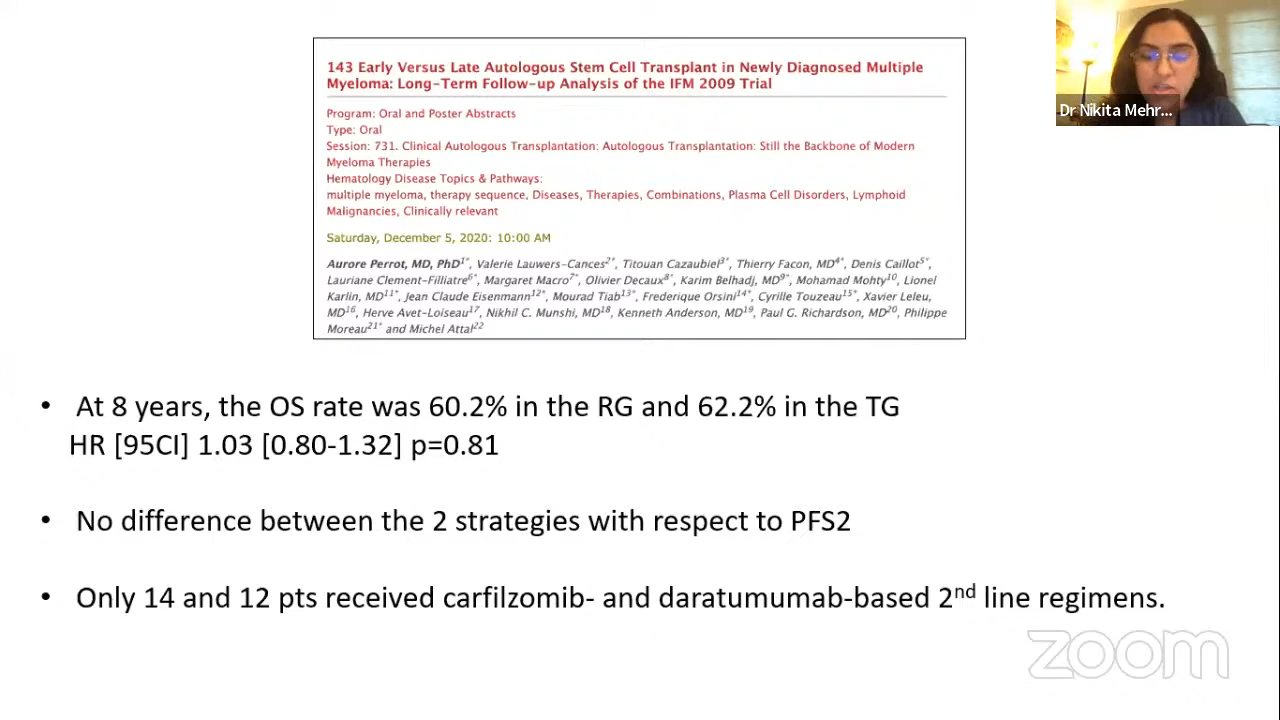 143 Early Versus Late Autologous Stem Cell Transplant in Newly Diagnosed Multiple
Myeloma: Long-Term Follow-up Analysis of the IFM 2009 Trial
Program: Oral and Poster Abstracts
Type: Oral
Session: 731. Clinical Autologous Transplantation: Autologous Transplantation: Still the Backbone of Modern
Myeloma Therapies
Hematology Disease Topics & Pathways:
multiple myeloma, therapy sequence, Diseases, Therapies, Combinations, Plasma Cell Disorders, Lymphoid
Malignancies, Clinically relevant
Saturday, December 5, 2020: 10:00 AM
Aurore Perrot, MD, PhD1*, Valerie Lauwers-Cances2*, Titouan Cazaubiel3*, Thierry Facon, MD4*, Denis Caillot5*,
Lauriane Clement-Filliatre6*, Margaret Macro7*, Olivier Decaux8*, Karim Belhadj, MD9*, Mohamad Mohty10, Lionel
Karlin, MD11*, Jean Claude Eisenmann12*, Mourad Tiab13*, Frederique Orsini14*, Cyrille Touzeau15*, Xavier Leleu,
MD16, Herve Avet-Loiseau17, Nikhil C. Munshi, MD18, Kenneth Anderson, MD19, Paul G. Richardson, MD20, Philippe
Moreau21* and Michel Attal22
Dr Nikita Mehr...
• At 8 years, the OS rate was 60.2% in the RG and 62.2% in the TG
HR [95CI] 1.03 [0.80-1.32] p=0.81
• No difference between the 2 strategies with respect to PFS2
• Only 14 and 12 pts received carfilzomib- and daratumumab-based 2nd line regimens.
zoom